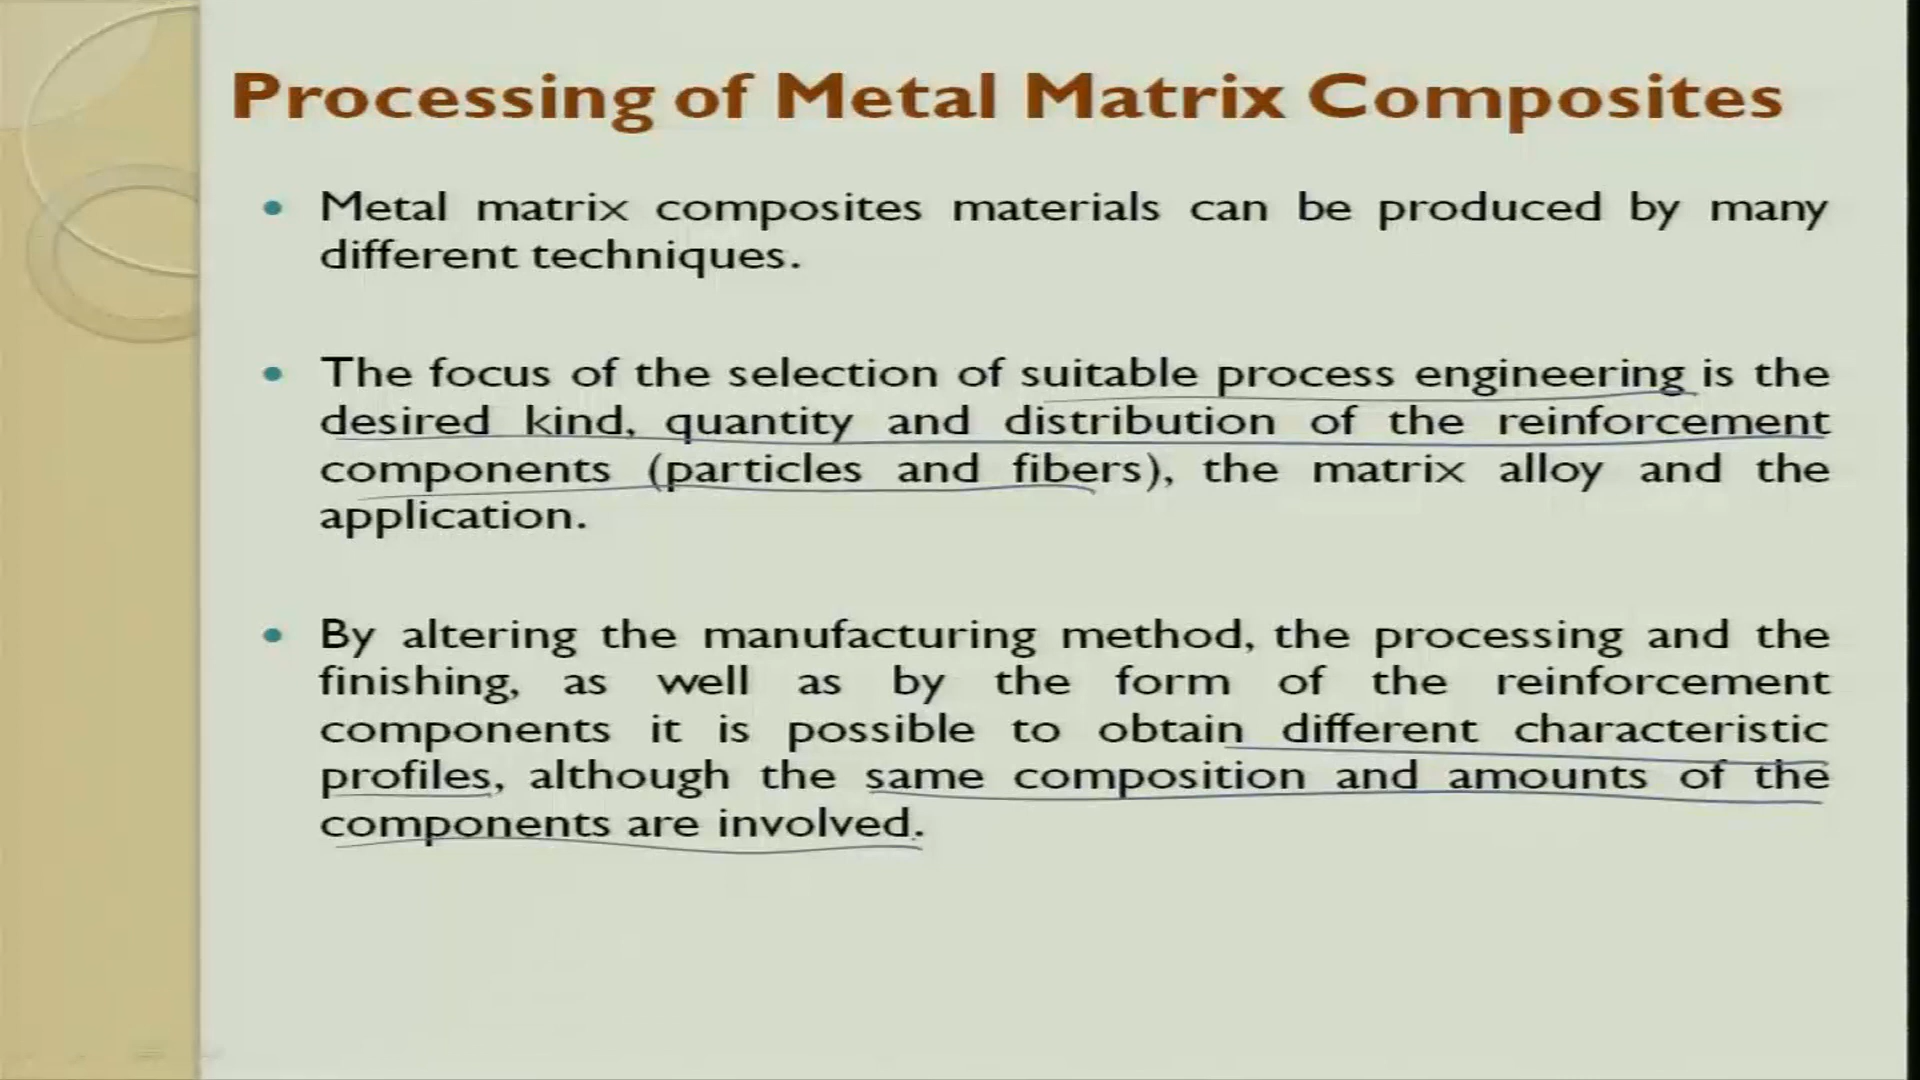 Processing of Metal Matrix Composites
• Metal matrix composites materials can be produced by many
different techniques.
• The focus of the selection of suitable process engineering is the
desired kind, quantity and distribution of the reinforcement
components (particles and fibers), the matrix alloy and the
application.
• By altering the manufacturing method, the processing and the
finishing, as well as by the form of the reinforcement
components it is possible to obtain different characteristic
profiles, although the same composition and amounts of the
components are involved.